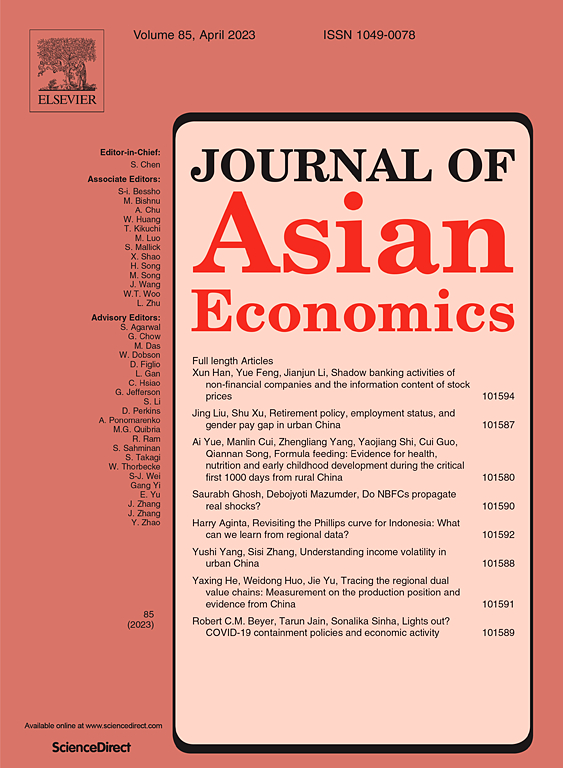 Volume 85, April 2023 ISSN 1049-0078
ELSEVIER
Editor-in-Chief:
S. Chen
Associate Editors:
S-i. Bessho
M. Bishnu
A. Chu
W. Huang
T. Kikuchi
M. Luo
S. Mallick
X. Shao
H. Song
M. Song
J. Wang
W.T. Woo
L. Zhu
Advisory Editors:
S. Agarwal
G. Chow
M. Das
W. Dobson
D. Figlio
L. Gan
C. Hsiao
G. Jefferson
S. Li
D. Perkins
A. Ponomarenko
M.G. Quibria
R. Ram
S. Sahminan
S. Takagi
W. Thorbecke
S-J. Wei
Gang Yi
E. Yu
J. Zhang
J. Zhang
Y. Zhao
85
(2023)
Available online at www.sciencedirect.com
ScienceDirect
JOURNAL OF
Asian
Economics
Full length Articles
Xun Han, Yue Feng, Jianjun Li, Shadow banking activities of
non-financial companies and the information content of stock
prices 101594
Jing Liu, Shu Xu, Retirement policy, employment status, and
gender pay gap in urban China 101587
Ai Yue, Manlin Cui, Zhengliang Yang, Yaojiang Shi, Cui Guo,
Qiannan Song, Formula feeding: Evidence for health,
nutrition and early childhood development during the critical
first 1000 days from rural China 101580
Saurabh Ghosh, Debojyoti Mazumder, Do NBFCs propagate
real shocks? 101590
Harry Aginta, Revisiting the Phillips curve for Indonesia: What
can we learn from regional data? 101592
Yushi Yang, Sisi Zhang, Understanding income volatility in
urban China 101588
Yaxing He, Weidong Huo, Jie Yu, Tracing the regional dual
value chains: Measurement on the production position and
evidence from China 101591
Robert C.M. Beyer, Tarun Jain, Sonalika Sinha, Lights out?
COVID-19 containment policies and economic activity 101589